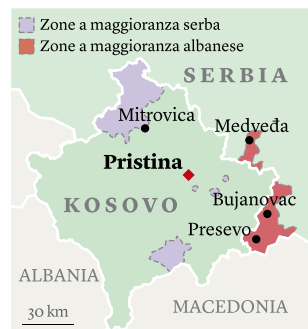 Zone a maggioranza serba
Zone a maggioranza albanese
SERBIA
Mitrovica
Medveđa
Pristina
KOSOVO
Bujanovac
Presevo
ALBANIA
MACEDONIA
30 km